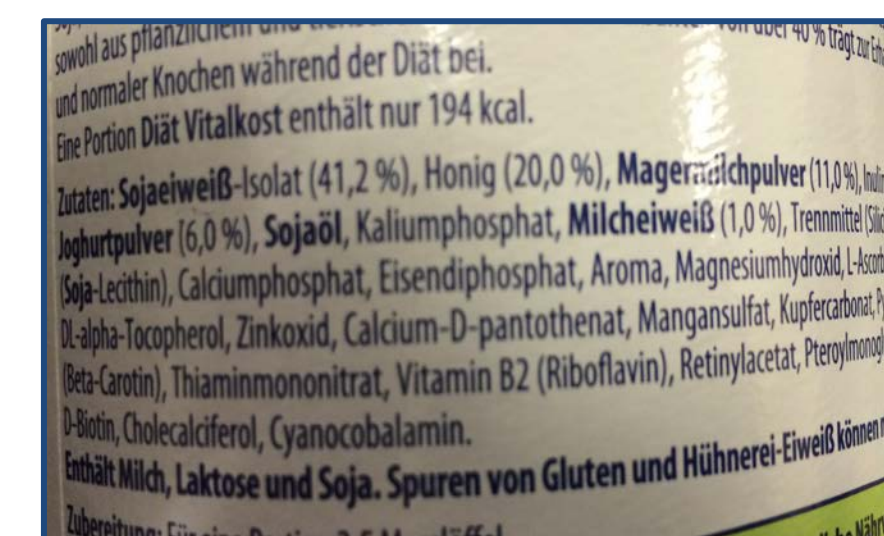 sowohl aus pflanzlichem und von über 40 % trägt zur
und normaler Knochen während der Diät bei.
Eine Portion Diät Vitalkost enthält nur 194 kcal.
Zutaten: Sojaeiweiß-Isolat (41,2 %), Honig (20,0 %), Magermilchpulver (11,0%),
Joghurtpulver (6,0 %), Sojaöl, Kaliumphosphat, Milcheiweiß (1,0 %), Trennmittel
(Soja-Lecithin), Calciumphosphat, Eisendiphosphat, Aroma, Magnesiumhydroxid,
DL-alpha-Tocopherol, Zinkoxid, Calcium-D-pantothenat, Mangansulfat, Kupfercarbonat,
(Beta-Carotin), Thiaminmononitrat, Vitamin B2 (Riboflavin), Retinylacetat,
D-Biotin, Cholecalciferol, Cyanocobalamin.
Enthält Milch, Laktose und Soja. Spuren von Gluten und Hühnerei-Eiweiß können
Zubereitung: Für eine Portion